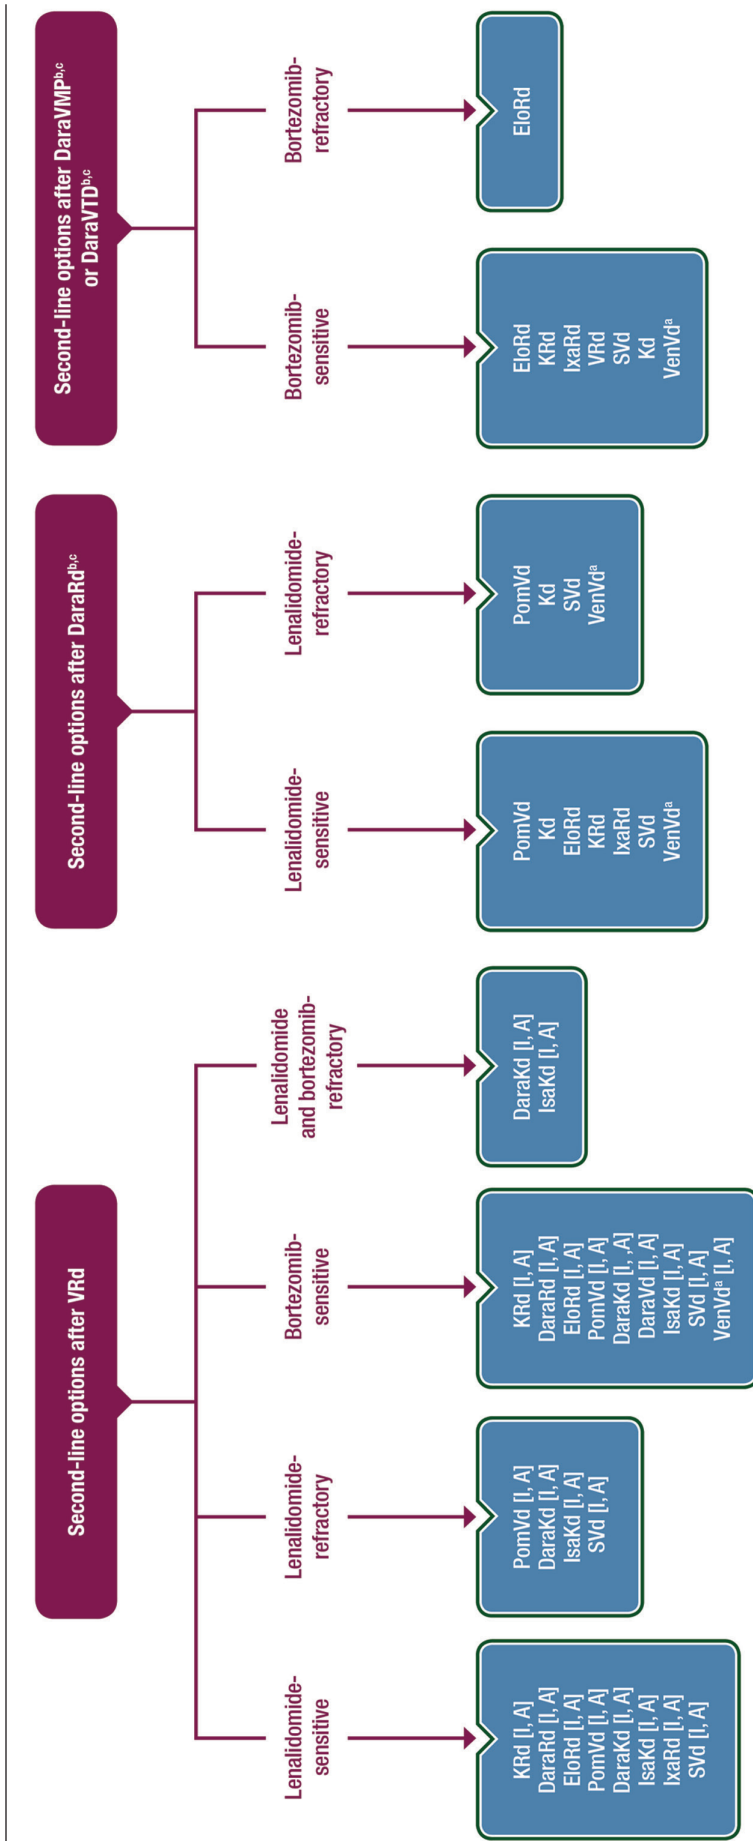 Second-line options after VRd
Lenalidomide-
sensitive
KRd [I, A]
DaraRd [I, A]
EloRd [I, A]
PomVd [I, A]
DaraKd [I, A]
IsaKd [I, A]
IxaRd [I, A]
SVd [I, A]
Lenalidomide-
refractory
PomVd [I, A]
DaraKd [I, A]
IsaKd [I, A]
SVd [I, A]
Bortezomib-
sensitive
KRd [I, A]
DaraRd [I, A]
EloRd [I, A]
PomVd [I, A]
DaraKd [I, ,A]
DaraVd [I, A]
IsaKd [I, A]
SVd [I, A]
VenVdᵃ [I, A]
Lenalidomide
and bortezomib-
refractory
DaraKd [I, A]
IsaKd [I, A]
Second-line options after DaraRdᵇ,ᶜ
Lenalidomide-
sensitive
PomVd
Kd
EloRd
KRd
IxaRd
SVd
VenVdᵃ
Lenalidomide-
refractory
PomVd
Kd
SVd
VenVdᵃ
Second-line options after DaraVMPᵇ,ᶜ
or DaraVTDᵇ,ᶜ
Bortezomib-
sensitive
EloRd
KRd
IxaRd
VRd
SVd
Kd
VenVdᵃ
Bortezomib-
refractory
EloRd